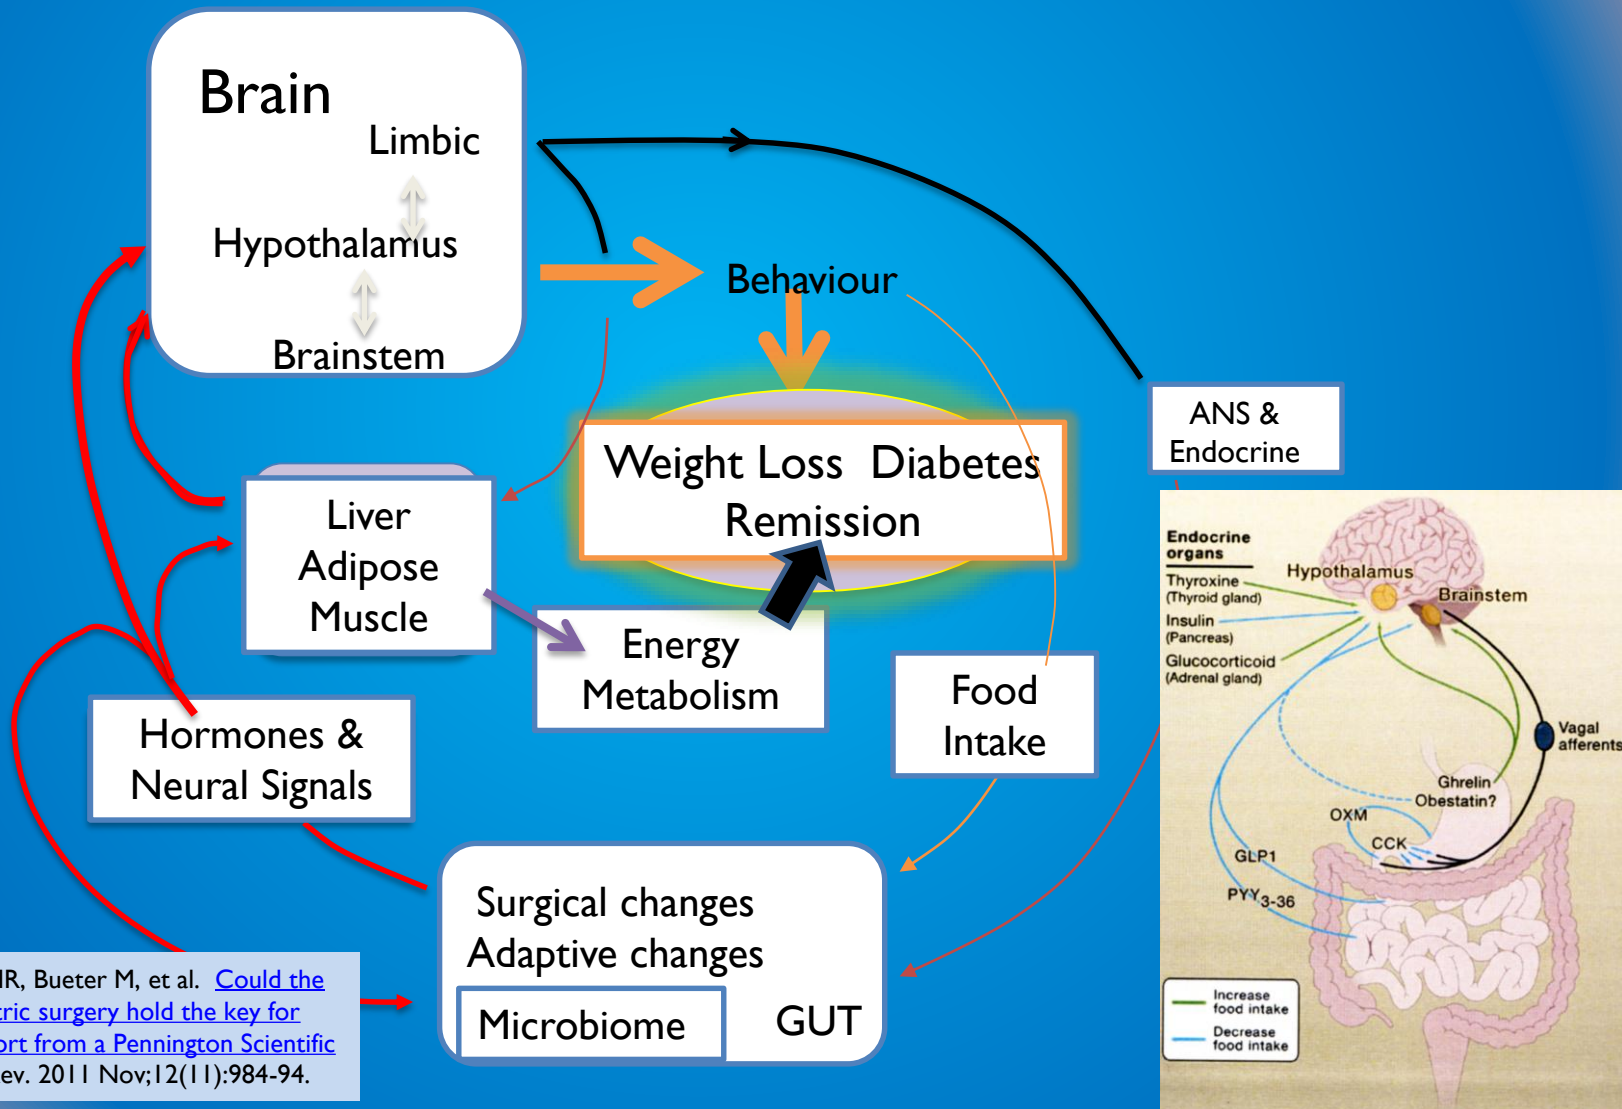 Brain
Limbic
Hypothalamus
Brainstem
Behaviour
ANS &
Endocrine
Weight Loss Diabetes
Remission
Liver
Adipose
Muscle
Energy
Metabolism
Food
Intake
Hormones &
Neural Signals
Surgical changes
Adaptive changes
Microbiome
GUT
IR, Bueter M, et al. Could the
tric surgery hold the key for
ort from a Pennington Scientific
ev. 2011 Nov;12(11):984-94.
Endocrine
organs
Thyroxine
(Thyroid gland)
Insulin
(Pancreas)
Glucocorticoid
(Adrenal gland)
Hypothalamus
Brainstem
Vagal
afferents
Ghrelin
Obestatin?
OXM
CCK
GLP1
PYY3-36
Increase
food intake
Decrease
food intake